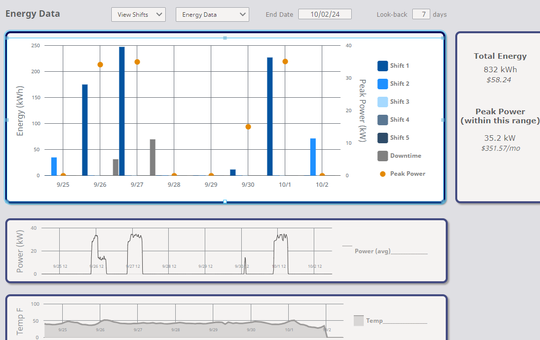 Energy Data
View Shifts
Energy Data
End Date
10/02/24
Look-back
7
days
250
200
150
100
50
0
Energy (kWh)
40
30
20
10
0
Peak Power (kW)
9/25 9/26 9/27 9/28 9/29 9/30 10/1 10/2
Shift 1
Shift 2
Shift 3
Shift 4
Shift 5
Downtime
Peak Power
Total Energy
832 kWh
$58.24
Peak Power
(within this range)
35.2 kW
$351.57/mo
Power (kW)
40
20
0
Power (avg)
Temp F
100
50
0
9/25 9/26 9/27 9/28 9/29 9/30 10/1
Temp